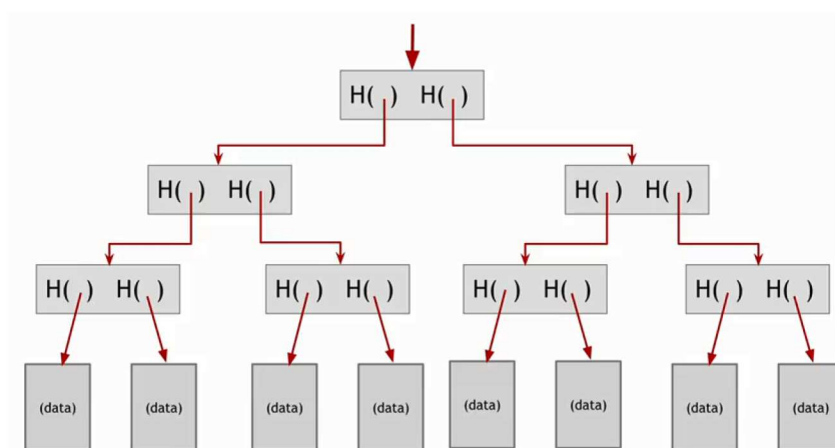 H( ) H( )
H( ) H( ) H( ) H( )
H( ) H( ) H( ) H( ) H( ) H( ) H( ) H( )
(data) (data) (data) (data) (data) (data) (data) (data)